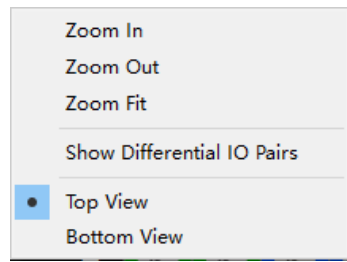 Zoom In
Zoom Out
Zoom Fit
Show Differential IO Pairs
Top View
Bottom View